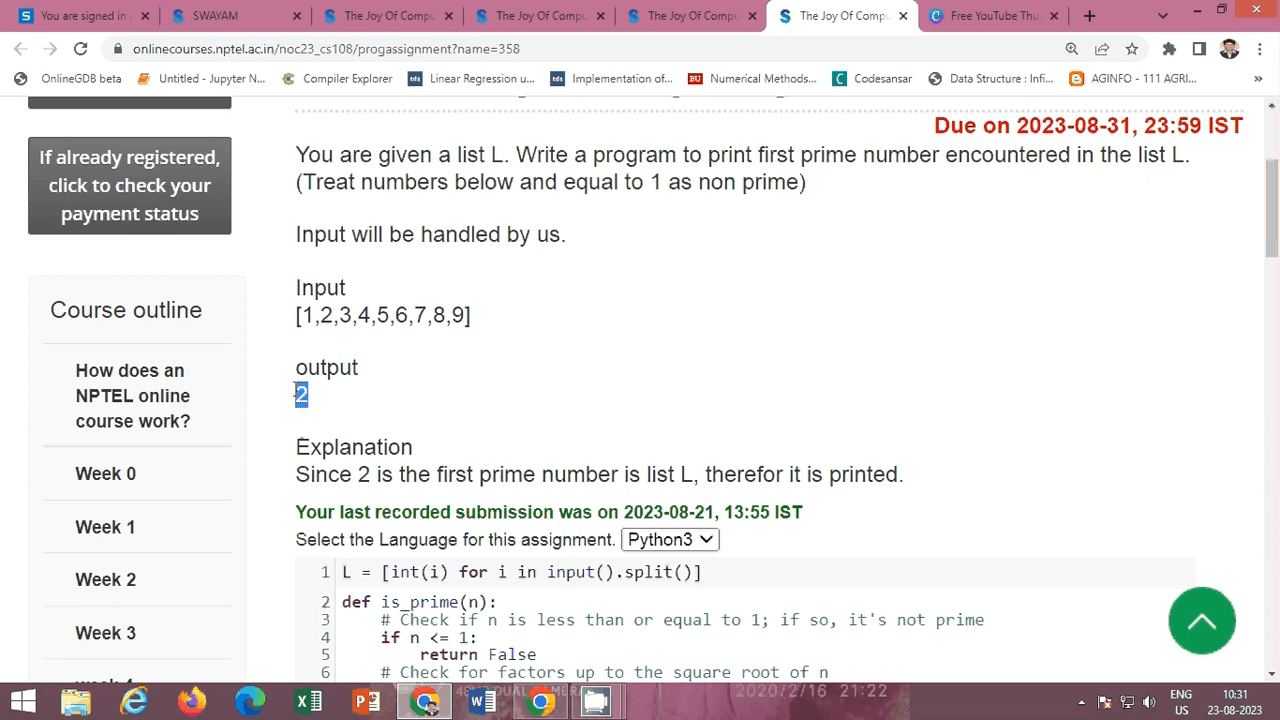 You are signed in
SWAYAM
The Joy Of Compu
The Joy Of Compu
The Joy Of Compu
The Joy Of Compu
Free YouTube Thu
onlinecourses.nptel.ac.in/noc23_cs108/progassignment?name=358
OnlineGDB beta
Untitled - Jupyter N...
Compiler Explorer
Linear Regression u...
Implementation of...
Numerical Methods...
Codesansar
Data Structure : Infi...
AGINFO - 111 AGRI...
»
If already registered,
click to check your
payment status
Course outline
How does an
NPTEL online
course work?
Week 0
Week 1
Week 2
Week 3
Due on 2023-08-31, 23:59 IST
You are given a list L. Write a program to print first prime number encountered in the list L.
(Treat numbers below and equal to 1 as non prime)
Input will be handled by us.
Input
[1,2,3,4,5,6,7,8,9]
output
2
Explanation
Since 2 is the first prime number is list L, therefor it is printed.
Your last recorded submission was on 2023-08-21, 13:55 IST
Select the Language for this assignment. Python3
1 L = [int(i) for i in input().split()]
2 def is_prime(n):
3 # Check if n is less than or equal to 1; if so, it's not prime
4 if n <= 1:
5 return False
6 # Check for factors up to the square root of n
2020/2/16 21:22
ENG
US
10:31
23-08-2023